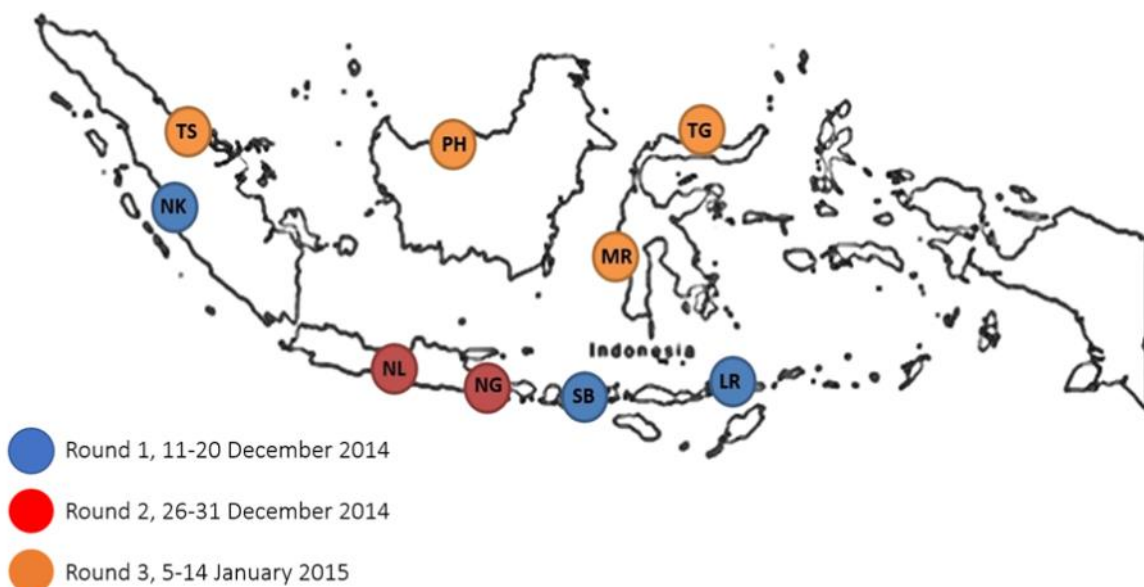 TS
PH
TG
NK
MR
Indonesia
NL
NG
SB
LR
Round 1, 11-20 December 2014
Round 2, 26-31 December 2014
Round 3, 5-14 January 2015